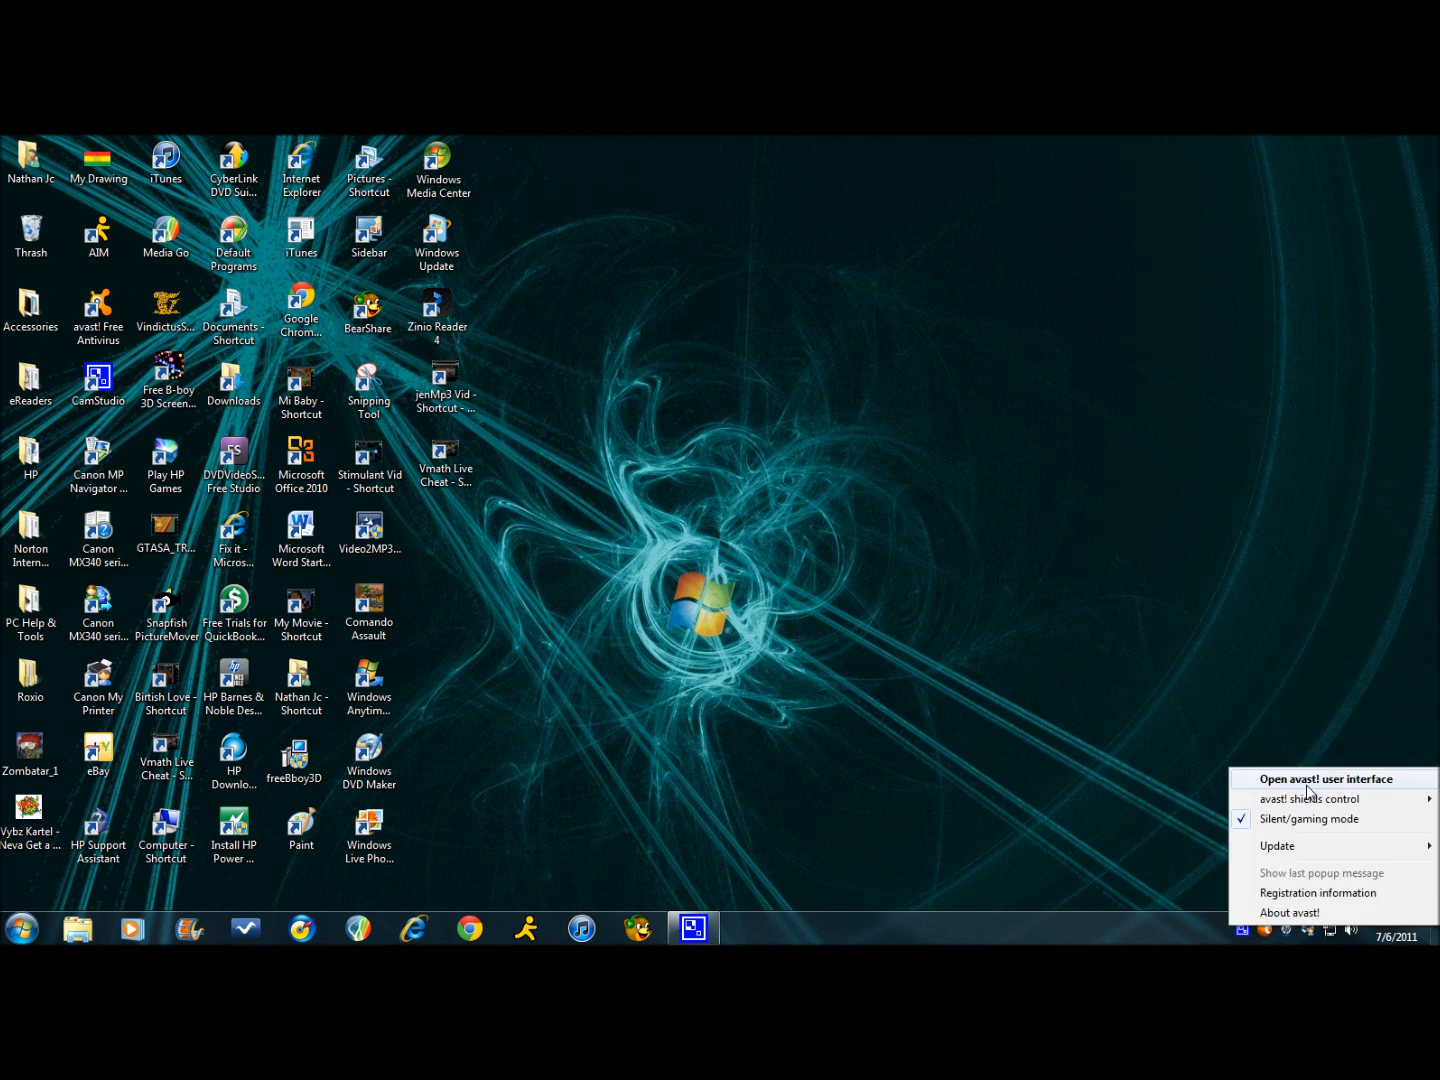 Nathan Jc
My Drawing
iTunes
CyberLink
DVD Sui...
Internet
Explorer
Pictures -
Shortcut
Windows
Media Center
Thrash
AIM
Media Go
Default
Programs
iTunes
Sidebar
Windows
Update
Accessories
avast! Free
Antivirus
VindictusS...
Documents -
Shortcut
Google
Chrom...
BearShare
Zinio Reader
4
eReaders
CamStudio
Free B-boy
3D Screen...
Downloads
Mi Baby -
Shortcut
Snipping
Tool
jenMp3 Vid -
Shortcut - ...
HP
Canon MP
Navigator ...
Play HP
Games
FS
DVDVideoS...
Free Studio
Microsoft
Office 2010
Stimulant Vid
- Shortcut
Vmath Live
Cheat - S...
Norton
Intern...
Canon
MX340 seri...
GTASA_TR...
Fix it -
Micros...
Microsoft
Word Start...
Video2MP3...
PC Help &
Tools
Canon
MX340 seri...
Snapfish
PictureMover
Free Trials for
QuickBook...
My Movie -
Shortcut
Comando
Assault
Roxio
Canon My
Printer
Birtish Love -
Shortcut
HP Barnes &
Noble Des...
Nathan Jc -
Shortcut
Windows
Anytim...
Zombatar_1
eBay
Vmath Live
Cheat - S...
HP
Downlo...
freeBboy3D
Windows
DVD Maker
Vybz Kartel -
Neva Get a ...
HP Support
Assistant
Computer -
Shortcut
Install HP
Power ...
Paint
Windows
Live Pho...
Open avast! user interface
avast! shields control
Silent/gaming mode
Update
Show last popup message
Registration information
About avast!
7/6/2011